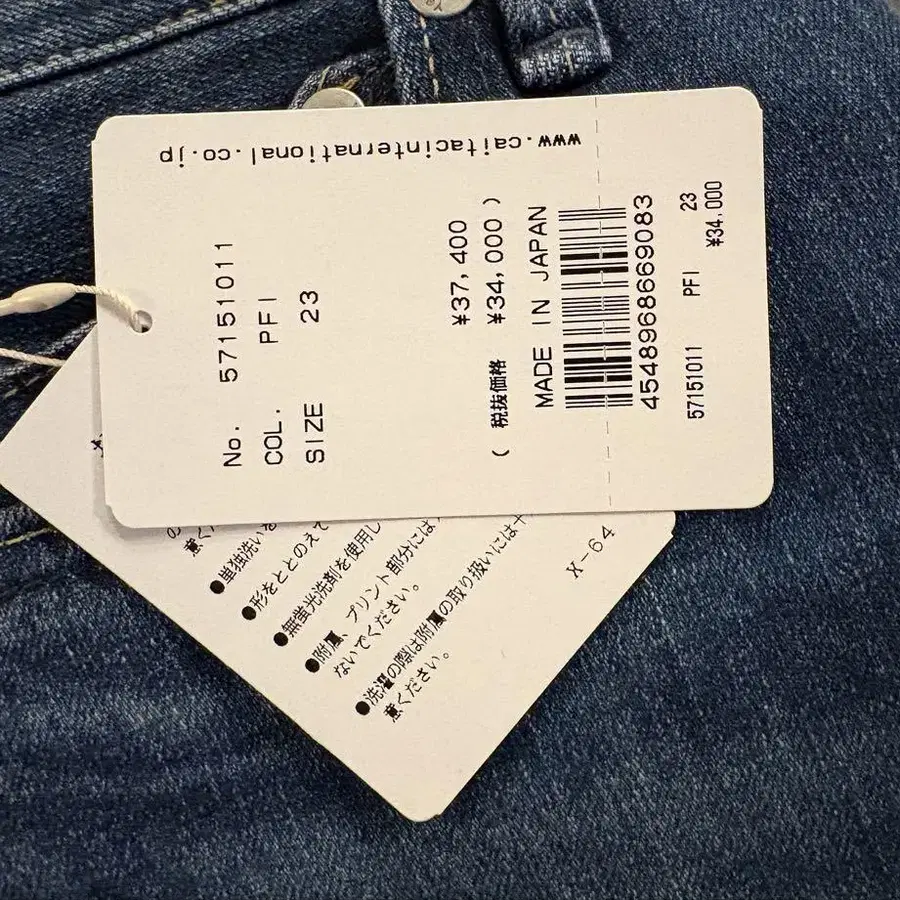 www.caitacinternational.co.jp
No. 57151011
COL. PFI
SIZE 23
¥37,400
( 税抜価格 ¥34,000 )
MADE IN JAPAN
4548968669083
57151011 PFI 23
¥34,000
意く
●単独洗い
●形をととのえて
●無蛍光洗剤を使用し
●附属、プリント部分には
ないでください。
●洗濯の際は附属の取り扱いには十
意ください。
X-64